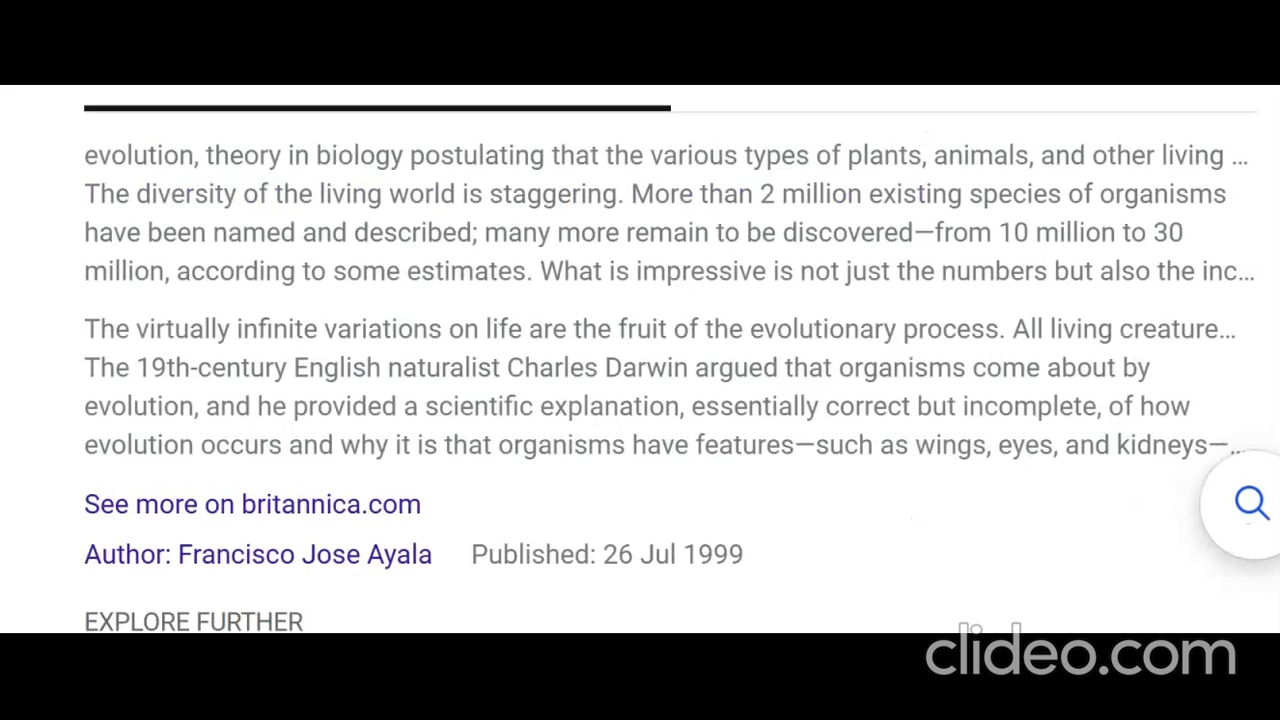 evolution, theory in biology postulating that the various types of plants, animals, and other living ...
The diversity of the living world is staggering. More than 2 million existing species of organisms
have been named and described; many more remain to be discovered—from 10 million to 30
million, according to some estimates. What is impressive is not just the numbers but also the inc...
The virtually infinite variations on life are the fruit of the evolutionary process. All living creature...
The 19th-century English naturalist Charles Darwin argued that organisms come about by
evolution, and he provided a scientific explanation, essentially correct but incomplete, of how
evolution occurs and why it is that organisms have features—such as wings, eyes, and kidneys—...
See more on britannica.com
Author: Francisco Jose Ayala Published: 26 Jul 1999
EXPLORE FURTHER
clideo.com